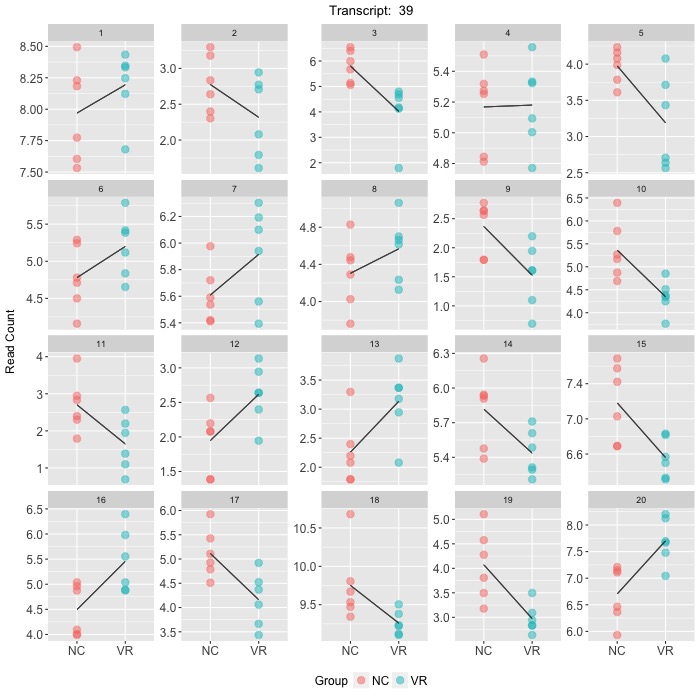 Transcript: 39
1 2 3 4 5
8.50 8.25 8.00 7.75 7.50
3.0 2.5 2.0
6 5 4 3 2
5.4 5.1 4.8
4.0 3.5 3.0 2.5
6 7 8 9 10
5.5 5.0 4.5
6.2 6.0 5.8 5.6 5.4
4.8 4.4 4.0
2.5 2.0 1.5 1.0
6.5 6.0 5.5 5.0 4.5 4.0
Read Count
11 12 13 14 15
4 3 2 1
3.0 2.5 2.0 1.5
3.5 3.0 2.5 2.0
6.3 6.0 5.7 5.4
7.4 7.0 6.6
16 17 18 19 20
6.5 6.0 5.5 5.0 4.5 4.0
6.0 5.5 5.0 4.5 4.0 3.5
10.5 10.0 9.5
5.0 4.5 4.0 3.5 3.0
8.0 7.5 7.0 6.5 6.0
NC VR NC VR NC VR NC VR NC VR
Group NC VR